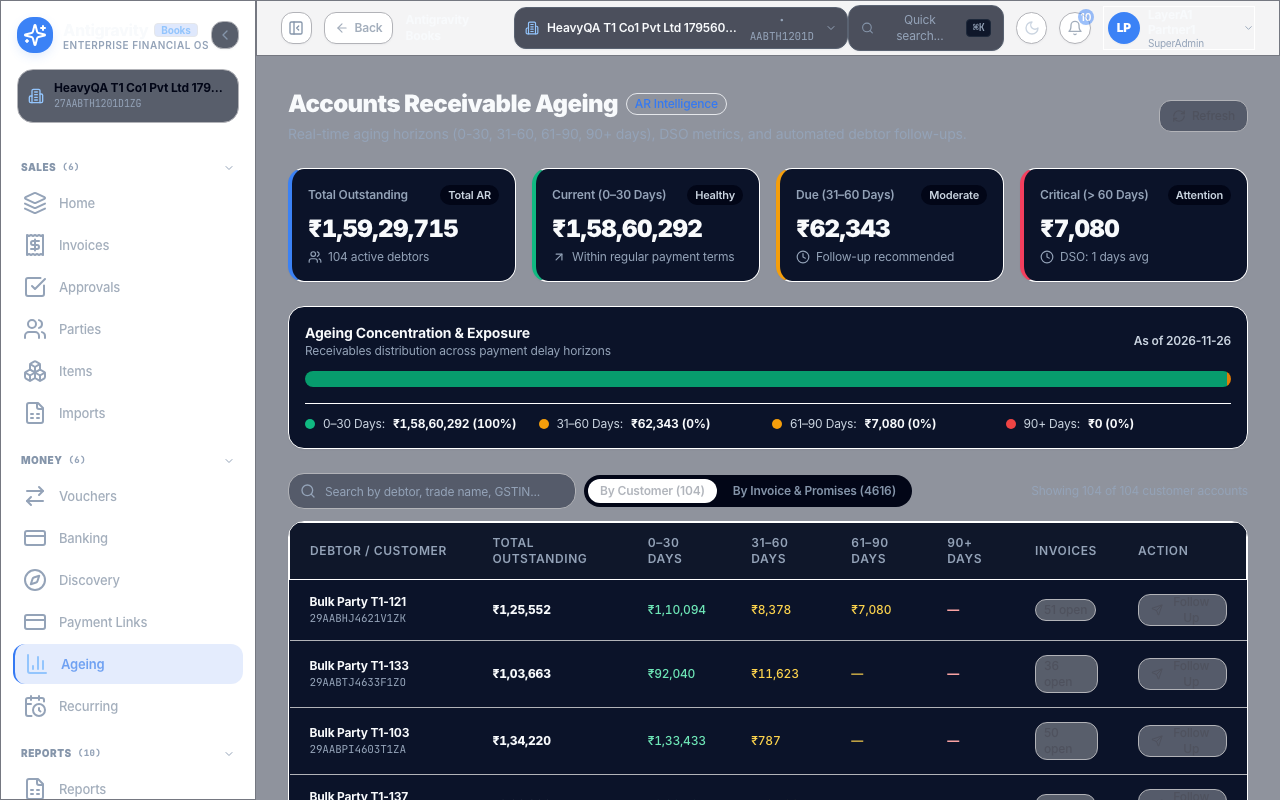 Antigravity Books
ENTERPRISE FINANCIAL OS
HeavyQA T1 Co1 Pvt Ltd 179...
27AABTH1201D1ZG
SALES (6)
Home
Invoices
Approvals
Parties
Items
Imports
MONEY (6)
Vouchers
Banking
Discovery
Payment Links
Ageing
Recurring
REPORTS (10)
Reports
Back
Antigravity
Books
HeavyQA T1 Co1 Pvt Ltd 179560...
·
AABTH1201D
Quick
search...
⌘K
10
LP
SuperAdmin
Accounts Receivable Ageing
AR Intelligence
Real-time aging horizons (0-30, 31-60, 61-90, 90+ days), DSO metrics, and automated debtor follow-ups.
Refresh
Total Outstanding
Total AR
₹1,59,29,715
104 active debtors
Current (0–30 Days)
Healthy
₹1,58,60,292
Within regular payment terms
Due (31–60 Days)
Moderate
₹62,343
Follow-up recommended
Critical (> 60 Days)
Attention
₹7,080
DSO: 1 days avg
Ageing Concentration & Exposure
Receivables distribution across payment delay horizons
As of 2026-11-26
0–30 Days: ₹1,58,60,292 (100%)
31–60 Days: ₹62,343 (0%)
61–90 Days: ₹7,080 (0%)
90+ Days: ₹0 (0%)
Search by debtor, trade name, GSTIN...
By Customer (104)
By Invoice & Promises (4616)
Showing 104 of 104 customer accounts
DEBTOR / CUSTOMER
TOTAL
OUTSTANDING
0–30
DAYS
31–60
DAYS
61–90
DAYS
90+
DAYS
INVOICES
ACTION
Bulk Party T1-121
29AABHJ4621V1ZK
₹1,25,552
₹1,10,094
₹8,378
₹7,080
—
51 open
Follow
Up
Bulk Party T1-133
29AABTJ4633F1ZO
₹1,03,663
₹92,040
₹11,623
—
—
36
open
Follow
Up
Bulk Party T1-103
29AABPI4603T1ZA
₹1,34,220
₹1,33,433
₹787
—
—
50
open
Follow
Up
Bulk Party T1-137
Follow